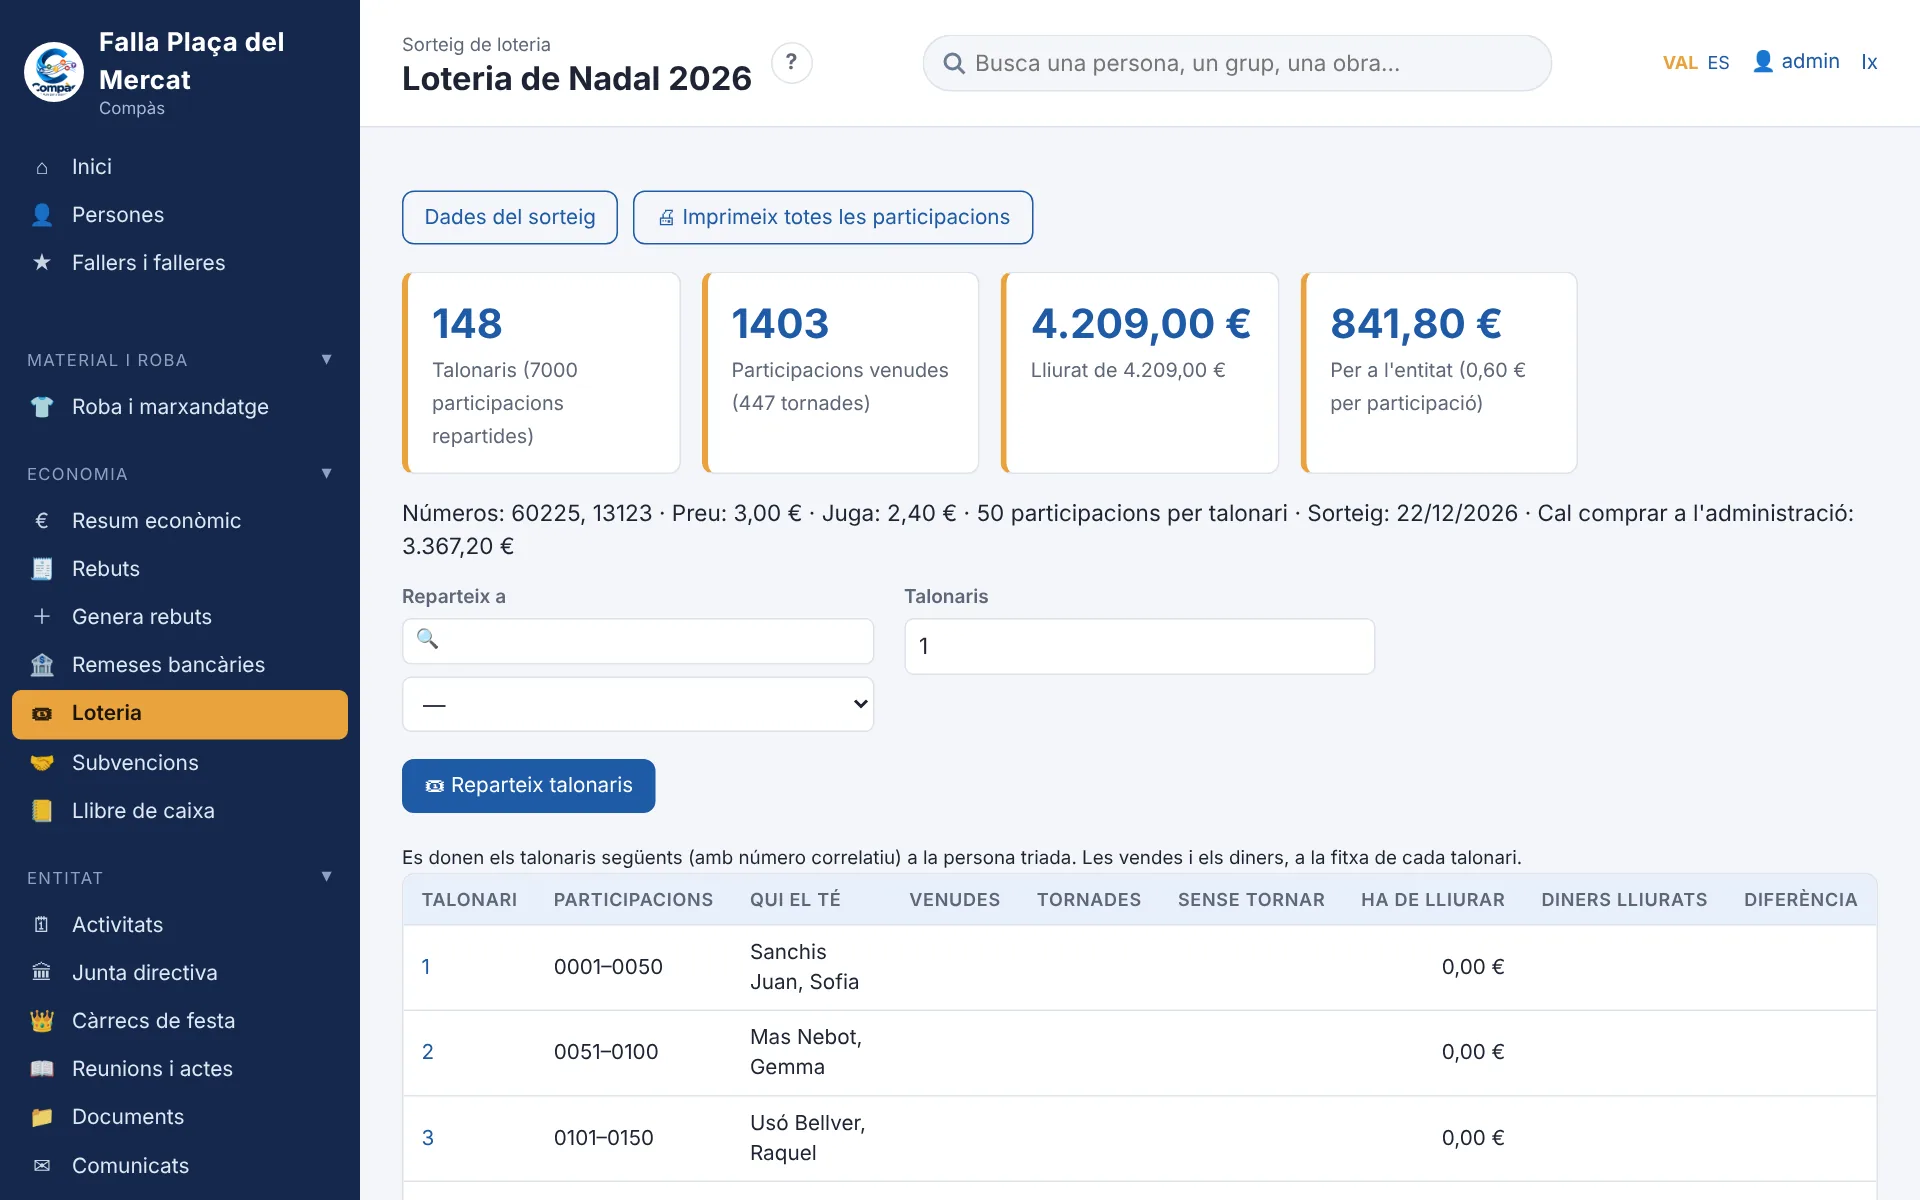 Falla Plaça del
Mercat
Compàs
Inici
Persones
Fallers i falleres
MATERIAL I ROBA
Roba i marxandatge
ECONOMIA
Resum econòmic
Rebuts
Genera rebuts
Remeses bancàries
Loteria
Subvencions
Llibre de caixa
ENTITAT
Activitats
Junta directiva
Càrrecs de festa
Reunions i actes
Documents
Comunicats
Sorteig de loteria
Loteria de Nadal 2026
?
Busca una persona, un grup, una obra...
VAL ES admin Ix
Dades del sorteig
Imprimeix totes les participacions
148
Talonaris (7000
participacions
repartides)
1403
Participacions venudes
(447 tornades)
4.209,00 €
Lliurat de 4.209,00 €
841,80 €
Per a l'entitat (0,60 €
per participació)
Números: 60225, 13123 · Preu: 3,00 € · Juga: 2,40 € · 50 participacions per talonari · Sorteig: 22/12/2026 · Cal comprar a l'administració:
3.367,20 €
Reparteix a
Talonaris
1
—
Reparteix talonaris
Es donen els talonaris següents (amb número correlatiu) a la persona triada. Les vendes i els diners, a la fitxa de cada talonari.
TALONARI PARTICIPACIONS QUI EL TÉ VENUDES TORNADES SENSE TORNAR HA DE LLIURAR DINERS LLIURATS DIFERÈNCIA
1 0001–0050 Sanchis
Juan, Sofia 0,00 €
2 0051–0100 Mas Nebot,
Gemma 0,00 €
3 0101–0150 Usó Bellver,
Raquel 0,00 €